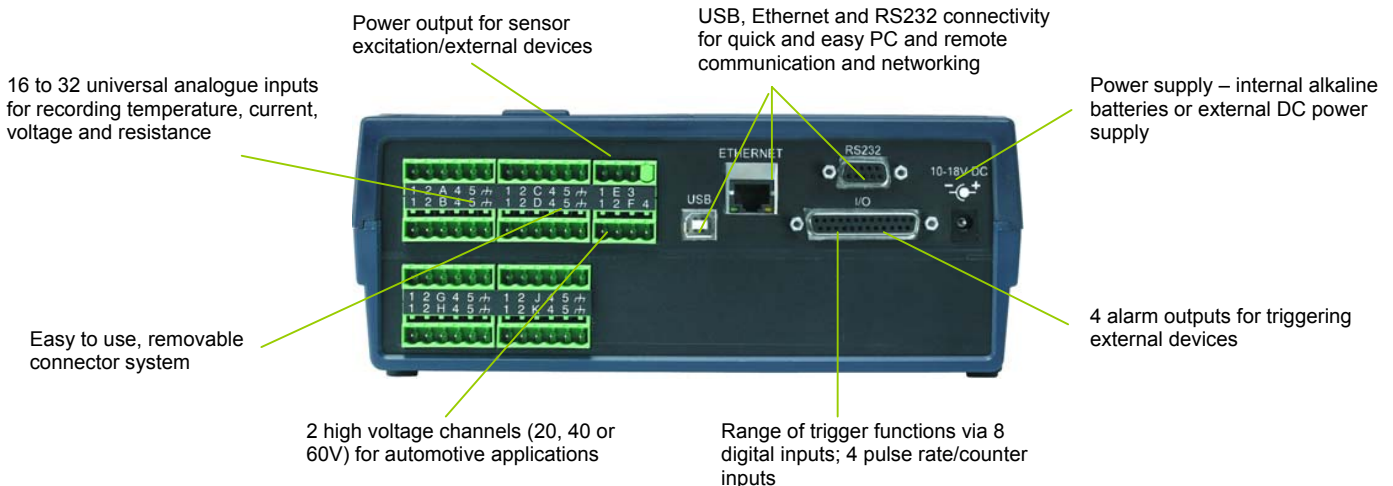 Power output for sensor
excitation/external devices
USB, Ethernet and RS232 connectivity
for quick and easy PC and remote
communication and networking
16 to 32 universal analogue inputs
for recording temperature, current,
voltage and resistance
Power supply – internal alkaline
batteries or external DC power
supply
ETHERNET
RS232
10-18V DC
- +
USB
I/O
1 2 A 4 5
1 2 B 4 5
1 2 C 4 5
1 2 D 4 5
1 E 3
1 2 F 4
1 2 G 4 5
1 2 H 4 5
1 2 J 4 5
1 2 K 4 5
Easy to use, removable
connector system
4 alarm outputs for triggering
external devices
2 high voltage channels (20, 40 or
60V) for automotive applications
Range of trigger functions via 8
digital inputs; 4 pulse rate/counter
inputs